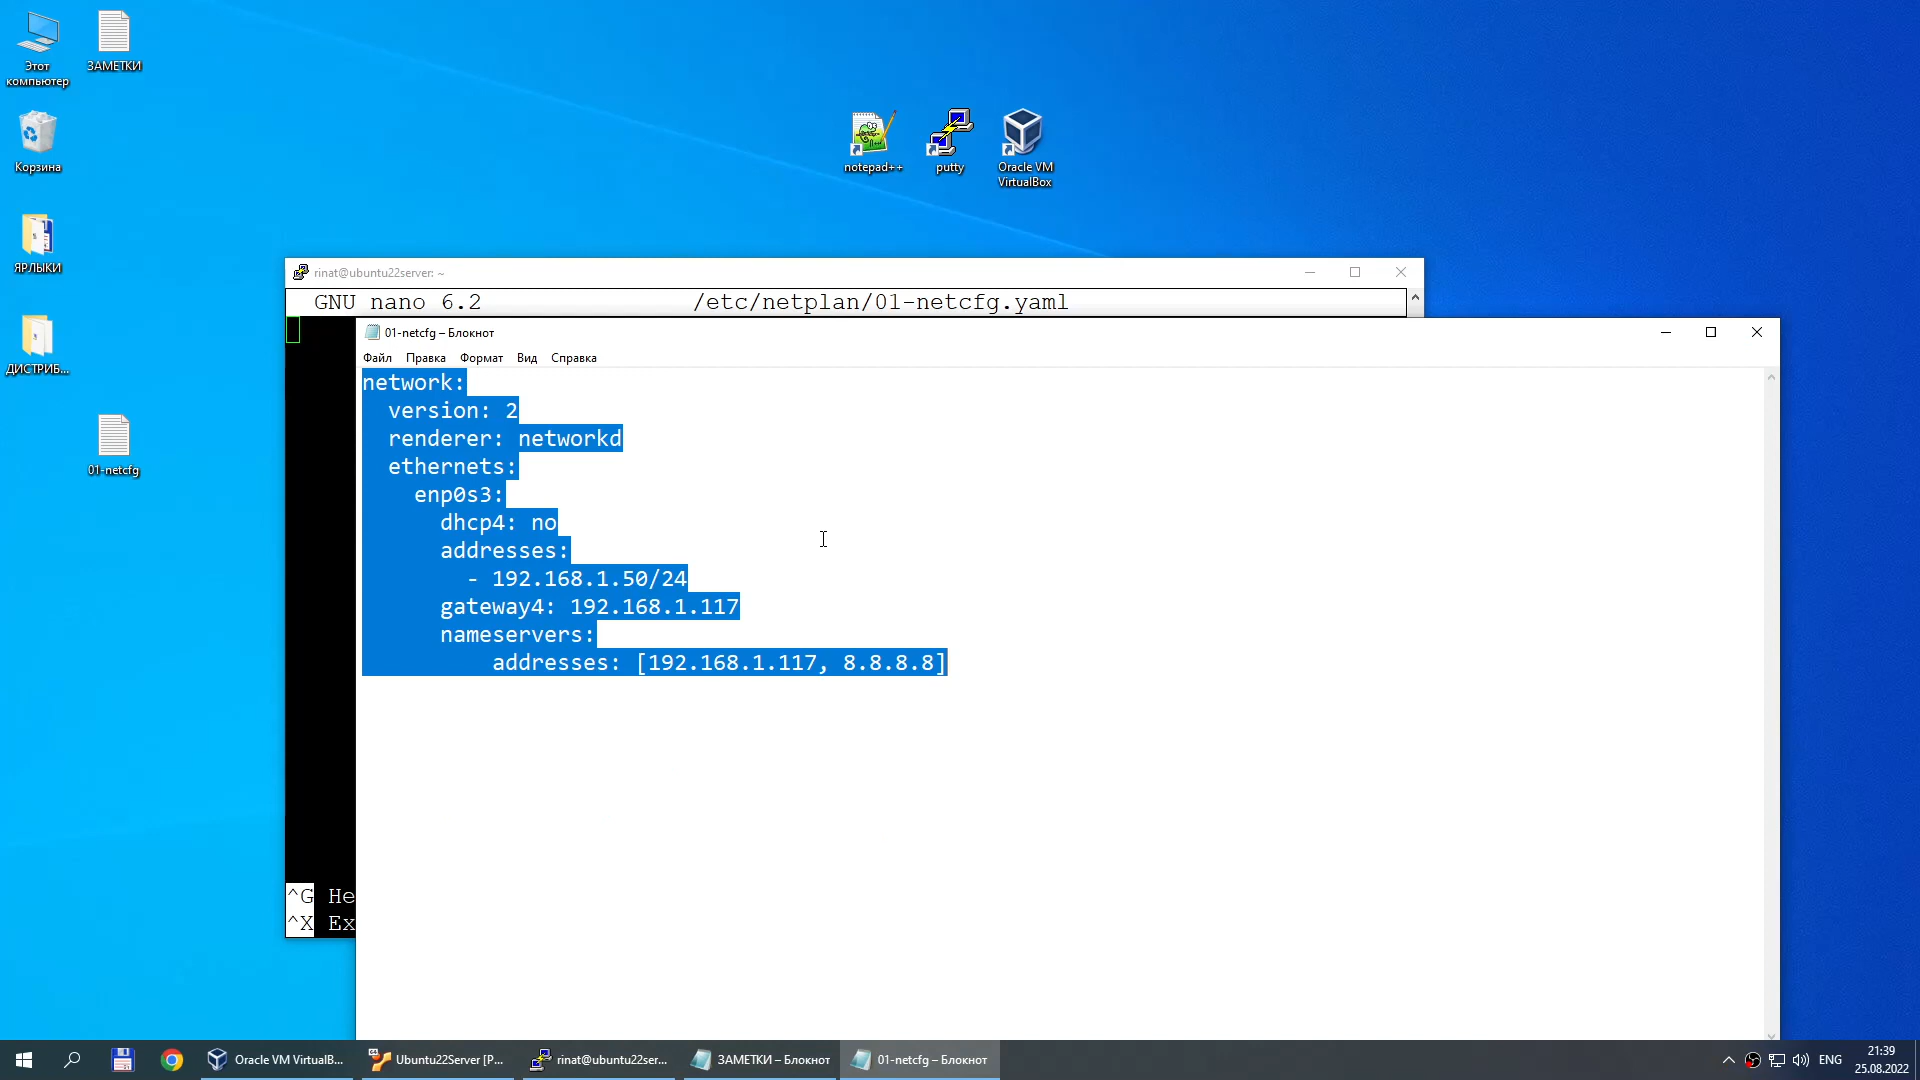 Этот
компьютер
ЗАМЕТКИ
Корзина
ЯРЛЫКИ
ДИСТРИБ...
01-netcfg
notepad++
putty
Oracle VM
VirtualBox
rinat@ubuntu22server: ~
GNU nano 6.2 /etc/netplan/01-netcfg.yaml
01-netcfg – Блокнот
Файл Правка Формат Вид Справка
network:
  version: 2
  renderer: networkd
  ethernets:
    enp0s3:
      dhcp4: no
      addresses:
        - 192.168.1.50/24
      gateway4: 192.168.1.117
      nameservers:
          addresses: [192.168.1.117, 8.8.8.8]
^G He
^X Ex
Oracle VM VirtualB...
Ubuntu22Server [P...
rinat@ubuntu22ser...
ЗАМЕТКИ – Блокнот
01-netcfg – Блокнот
ENG
21:39
25.08.2022